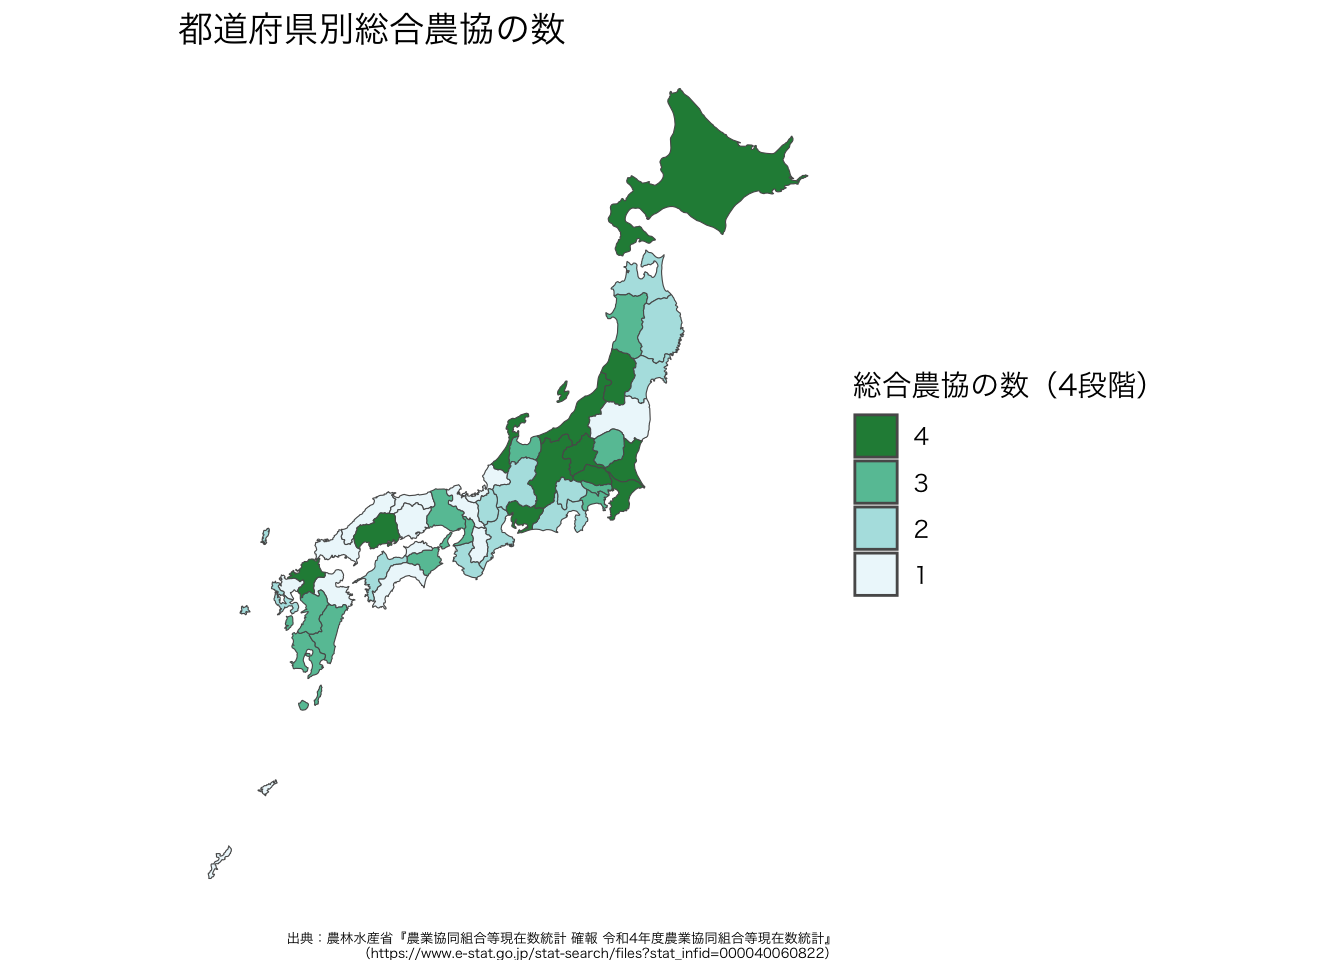 都道府県別総合農協の数
総合農協の数（4段階）
4
3
2
1
出典：農林水産省『農業協同組合等現在数統計 確報 令和4年度農業協同組合等現在数統計』
（https://www.e-stat.go.jp/stat-search/files?stat_infid=000040060822）